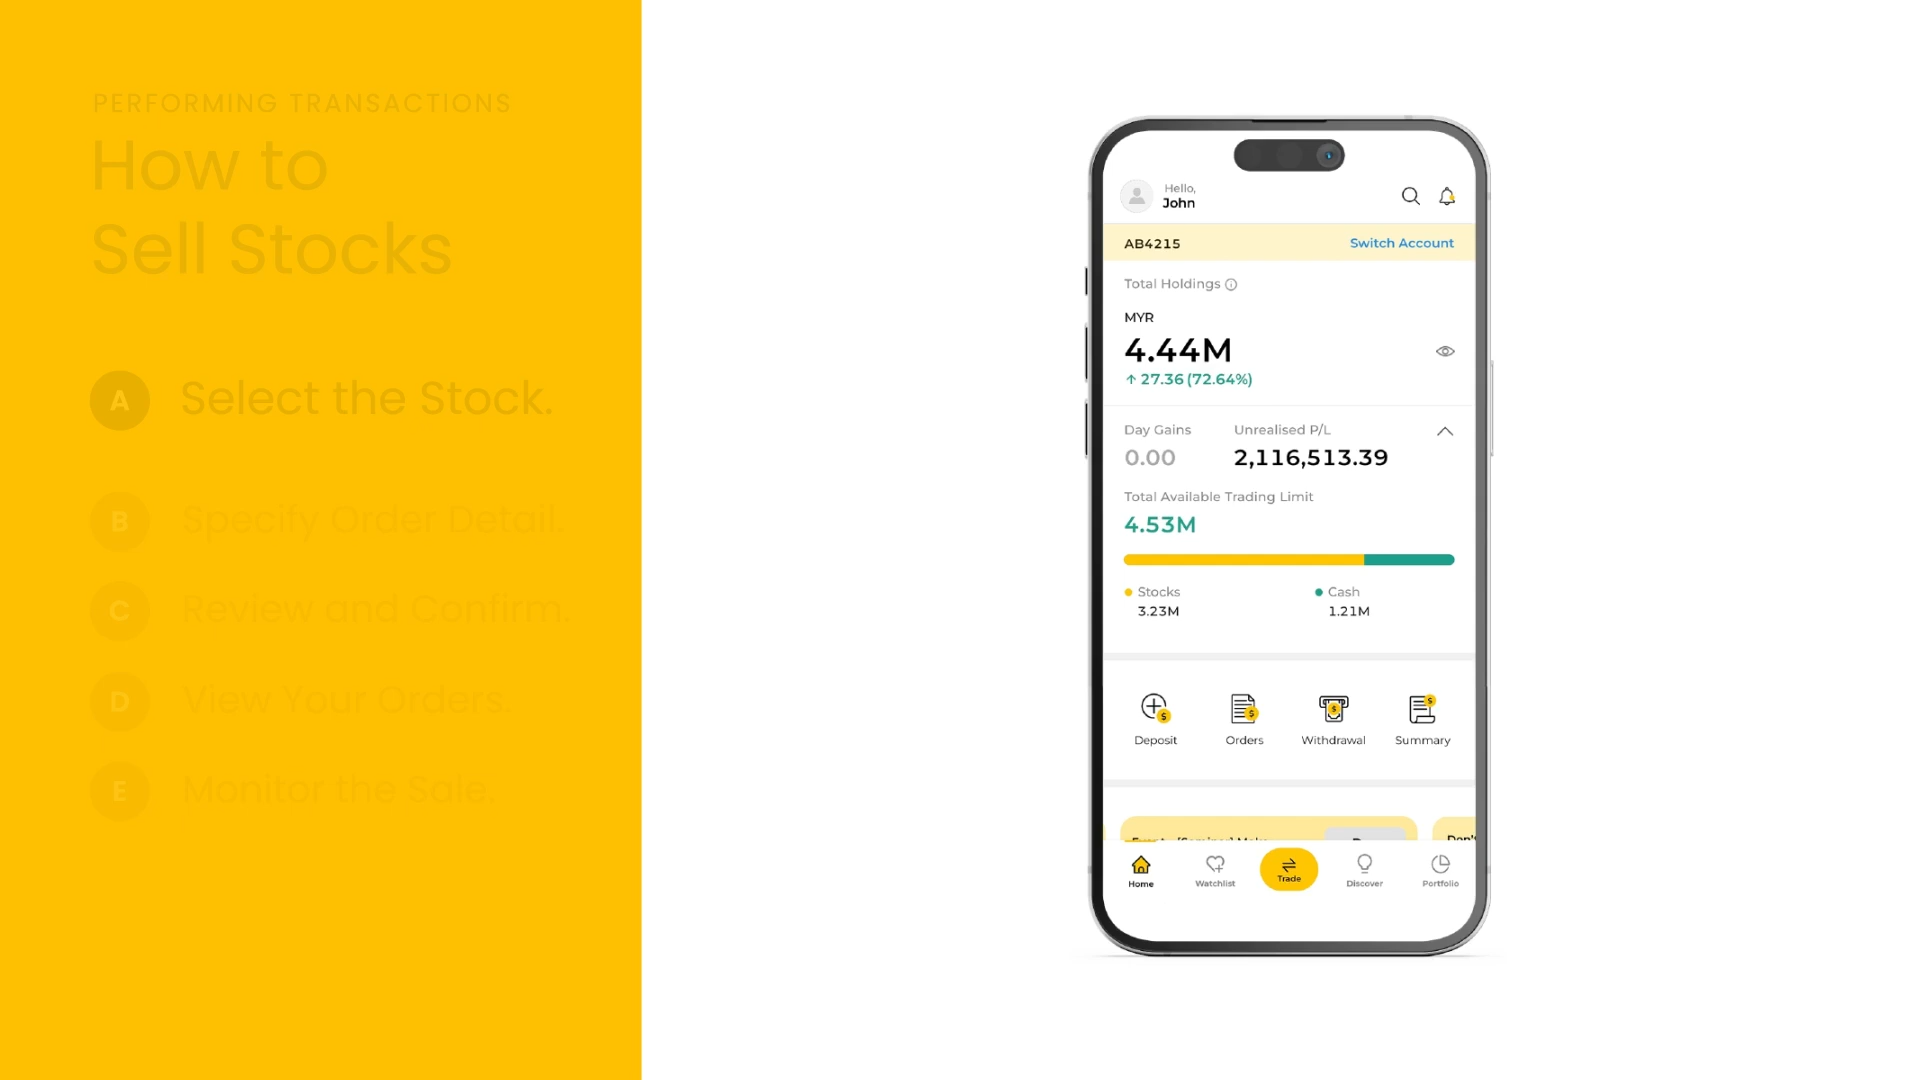 PERFORMING TRANSACTIONS
How to
Sell Stocks
A Select the Stock.
B Specify Order Detail.
C Review and Confirm.
D View Your Orders.
E Monitor the Sale.
Hello,
John
AB4215 Switch Account
Total Holdings
MYR
4.44M
↑ 27.36 (72.64%)
Day Gains Unrealised P/L
0.00 2,116,513.39
Total Available Trading Limit
4.53M
Stocks Cash
3.23M 1.21M
Deposit Orders Withdrawal Summary
Home Watchlist Trade Discover Portfolio